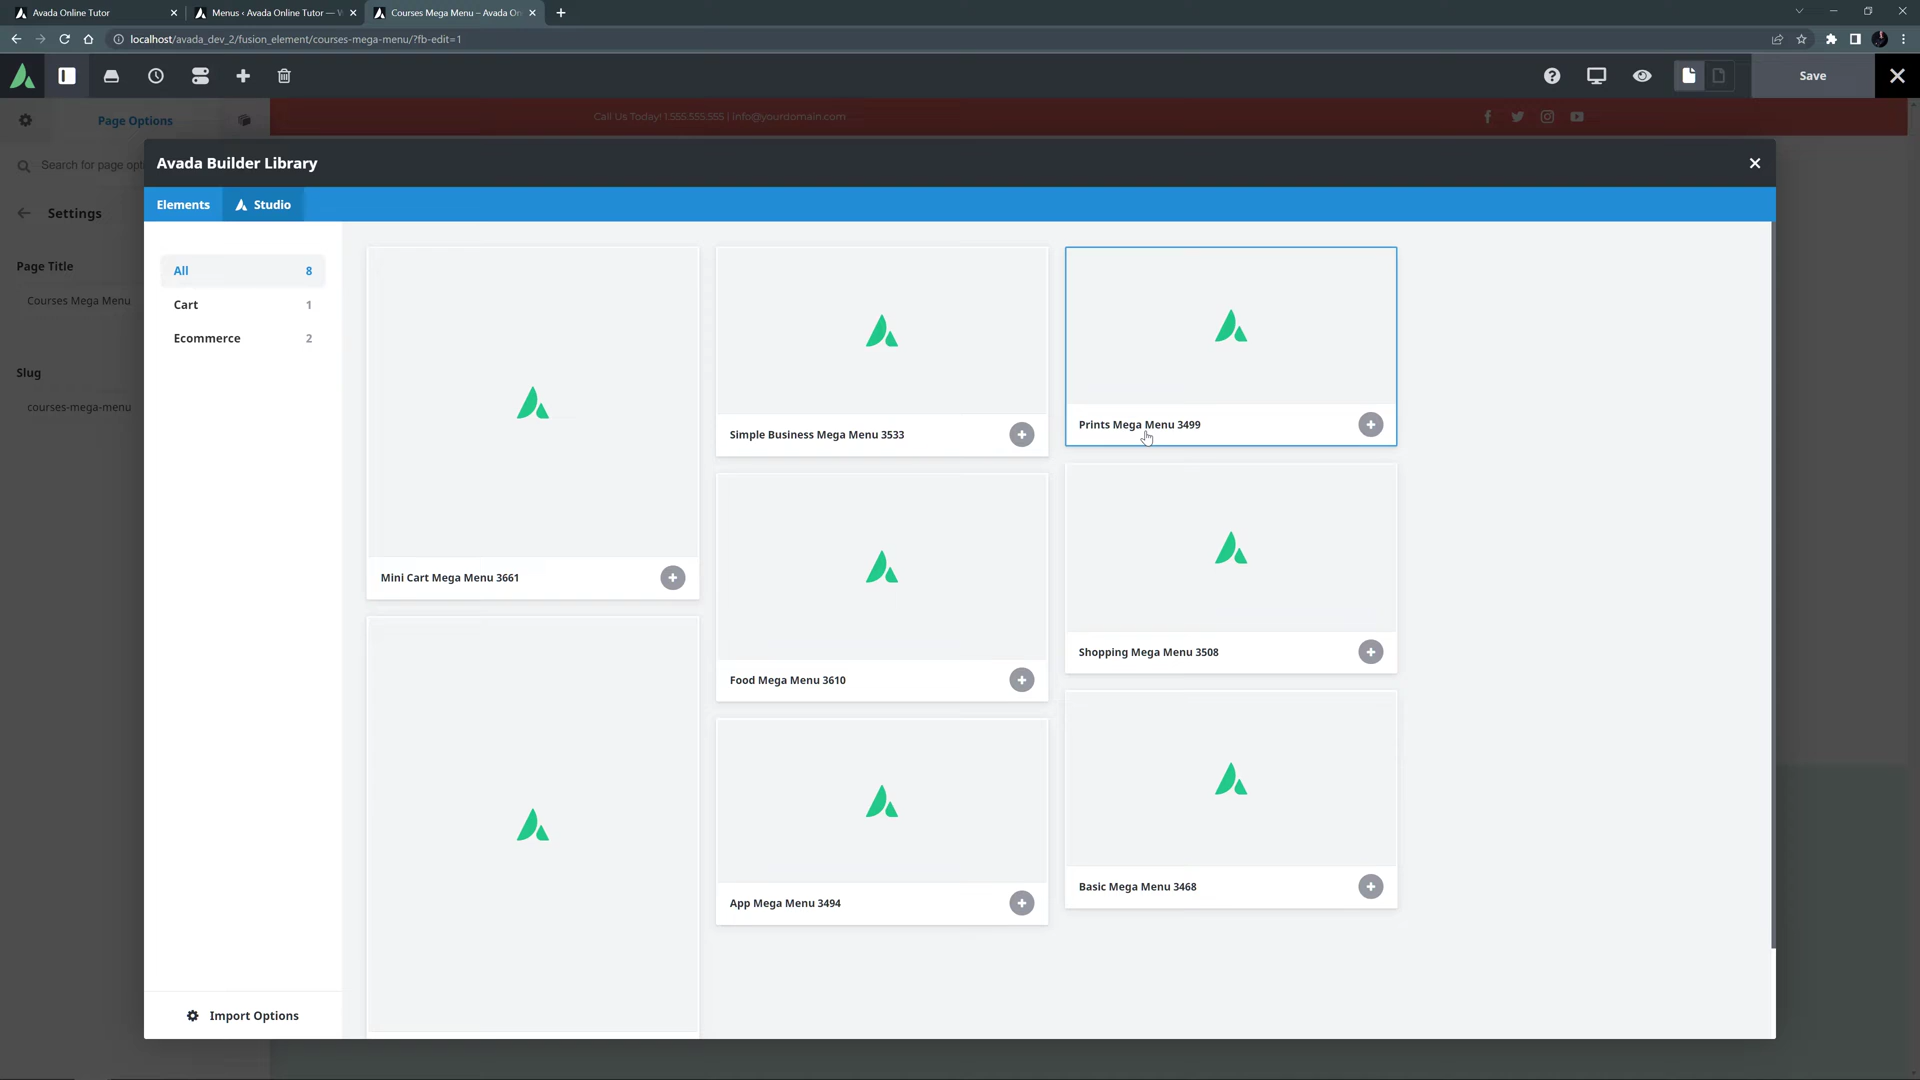 Avada Online Tutor
Menus ‹ Avada Online Tutor —
Courses Mega Menu – Avada On
localhost/avada_dev_2/fusion_element/courses-mega-menu/?fb-edit=1
Save
Page Options
Call Us Today! 1.555.555.555 | info@yourdomain.com
Search for page opti
Settings
Page Title
Courses Mega Menu
Slug
courses-mega-menu
Avada Builder Library
Elements
Studio
All 8
Cart 1
Ecommerce 2
Import Options
Mini Cart Mega Menu 3661
Simple Business Mega Menu 3533
Food Mega Menu 3610
App Mega Menu 3494
Prints Mega Menu 3499
Shopping Mega Menu 3508
Basic Mega Menu 3468